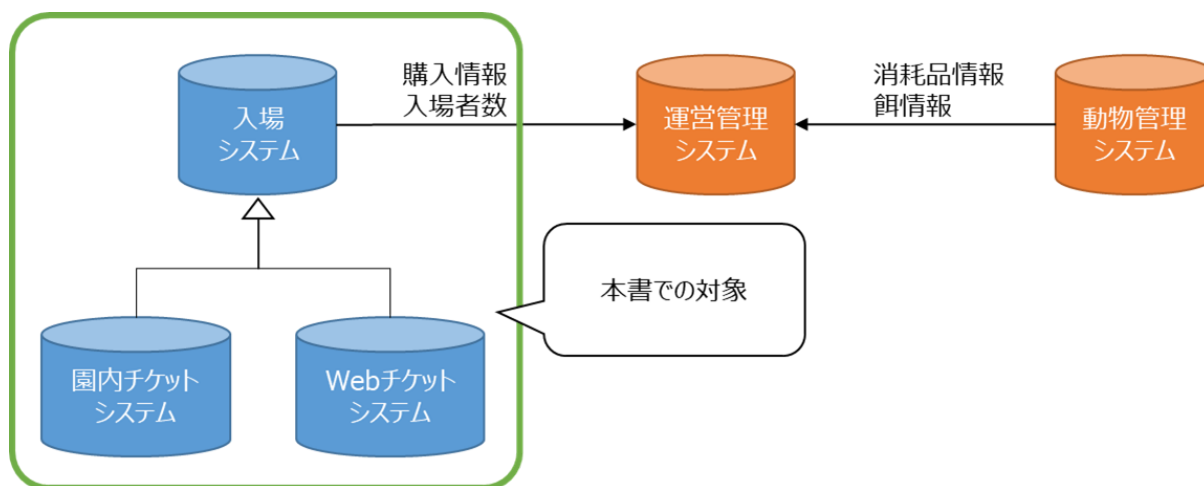 入場
システム
購入情報
入場者数
運営管理
システム
消耗品情報
餌情報
動物管理
システム
本書での対象
園内チケット
システム
Webチケット
システム